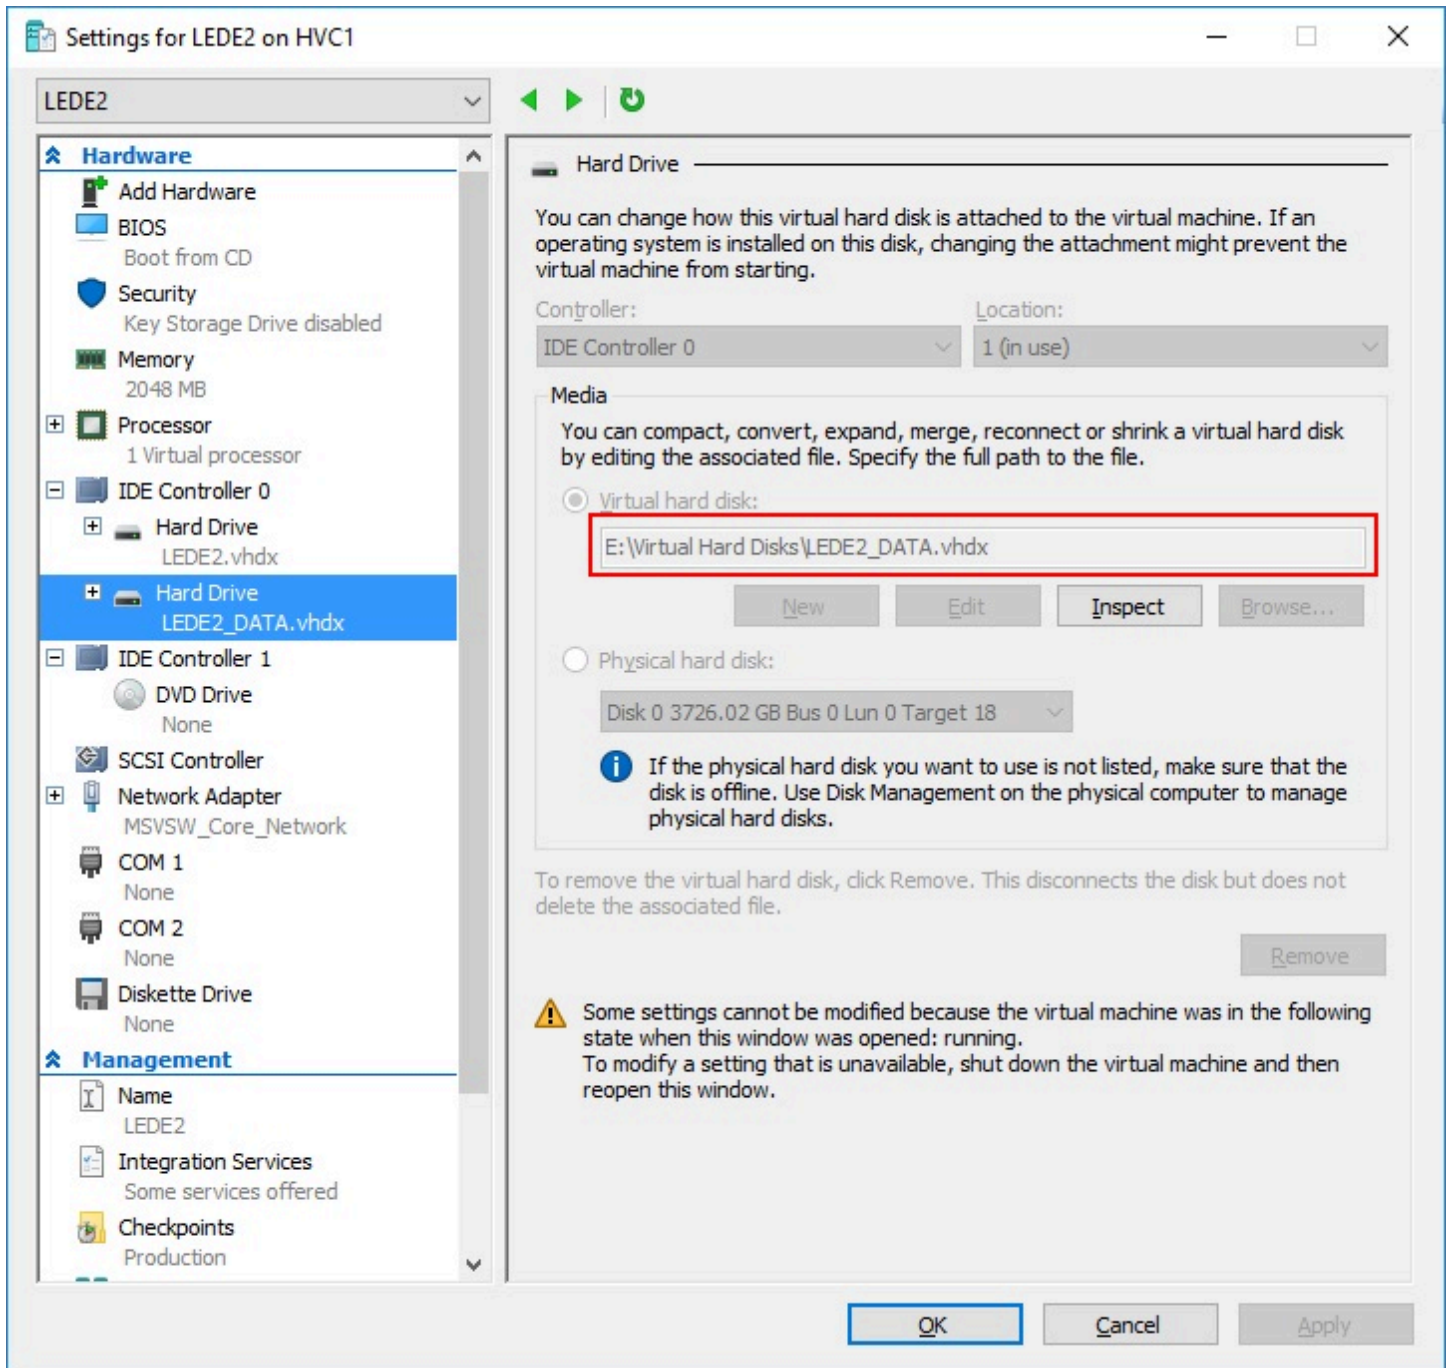 Settings for LEDE2 on HVC1
LEDE2
Hardware
Add Hardware
BIOS
Boot from CD
Security
Key Storage Drive disabled
Memory
2048 MB
Processor
1 Virtual processor
IDE Controller 0
Hard Drive
LEDE2.vhdx
Hard Drive
LEDE2_DATA.vhdx
IDE Controller 1
DVD Drive
None
SCSI Controller
Network Adapter
MSVSW_Core_Network
COM 1
None
COM 2
None
Diskette Drive
None
Management
Name
LEDE2
Integration Services
Some services offered
Checkpoints
Production
Hard Drive
You can change how this virtual hard disk is attached to the virtual machine. If an
operating system is installed on this disk, changing the attachment might prevent the
virtual machine from starting.
Controller:
Location:
IDE Controller 0
1 (in use)
Media
You can compact, convert, expand, merge, reconnect or shrink a virtual hard disk
by editing the associated file. Specify the full path to the file.
Virtual hard disk:
E:\Virtual Hard Disks\LEDE2_DATA.vhdx
New
Edit
Inspect
Browse...
Physical hard disk:
Disk 0 3726.02 GB Bus 0 Lun 0 Target 18
If the physical hard disk you want to use is not listed, make sure that the
disk is offline. Use Disk Management on the physical computer to manage
physical hard disks.
To remove the virtual hard disk, click Remove. This disconnects the disk but does not
delete the associated file.
Remove
Some settings cannot be modified because the virtual machine was in the following
state when this window was opened: running.
To modify a setting that is unavailable, shut down the virtual machine and then
reopen this window.
OK
Cancel
Apply